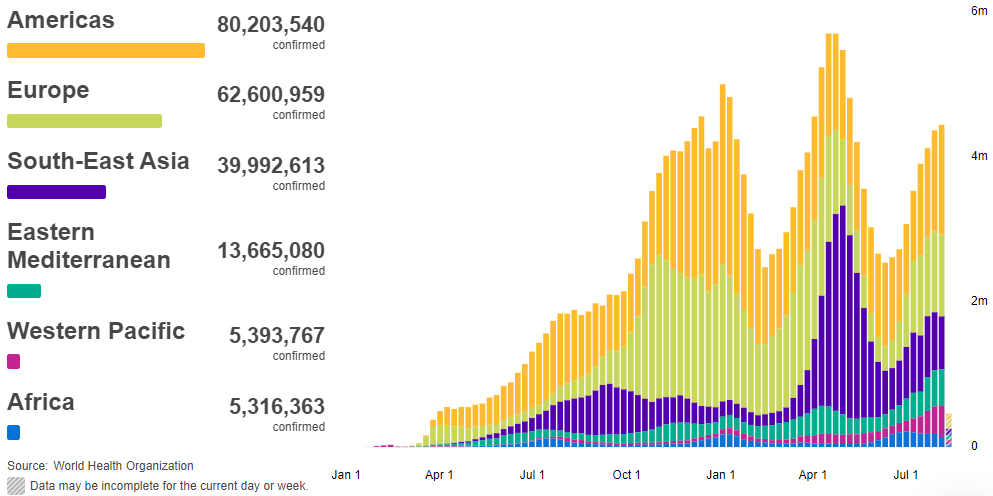 Americas
80,203,540
confirmed
Europe
62,600,959
confirmed
South-East Asia
39,992,613
confirmed
Eastern
Mediterranean
13,665,080
confirmed
Western Pacific
5,393,767
confirmed
Africa
5,316,363
confirmed
Source: World Health Organization
Data may be incomplete for the current day or week.
6m
4m
2m
0
Jan 1 Apr 1 Jul 1 Oct 1 Jan 1 Apr 1 Jul 1